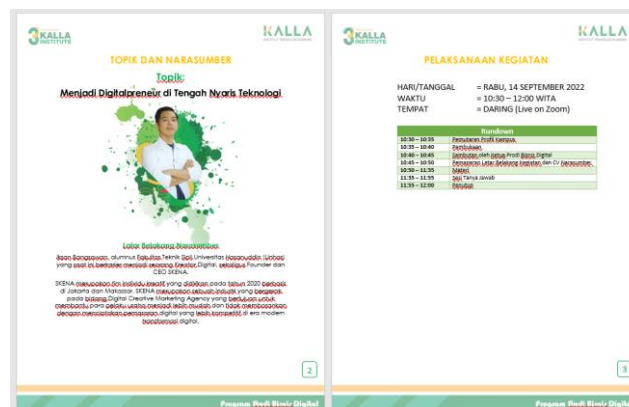 KALLA
INSTITUTE
KALLA
TOPIK DAN NARASUMBER
Topik:
Menjadi Digitalpreneur di Tengah Nyaris Teknologi
Latar Belakang Narasumber
Bangsawan, alumnus Fakultas Teknik Sipil Universitas Hasanuddin (Unhas)
yang saat ini berkarier menjadi seorang Kreator Digital, sekaligus Founder dan
CEO SKENA.
SKENA merupakan tim individu kreatif yang didirikan pada tahun 2020 berbasis
di Jakarta dan Makassar. SKENA merupakan sebuah industri yang bergerak
pada bidang Digital Creative Marketing Agency yang bertujuan untuk
membantu para pelaku usaha menjadi lebih mudah dan tidak membosankan
dengan menciptakan pemasaran digital yang lebih kompetitif di era modern
transformasi digital.
2
Program Studi Bisnis Digital
KALLA
INSTITUTE
KALLA
PELAKSANAAN KEGIATAN
HARI/TANGGAL = RABU, 14 SEPTEMBER 2022
WAKTU = 10:30 – 12:00 WITA
TEMPAT = DARING (Live on Zoom)
Rundown
10:30 – 10:35 Pemutaran Profil Kampus
10:35 – 10:40 Pembukaan
10:40 – 10:45 Sambutan oleh Ketua Prodi Bisnis Digital
10:45 – 10:50 Pemaparan Latar Belakang Kegiatan dan CV Narasumber
10:50 – 11:35 Materi
11:35 – 11:55 Sesi Tanya Jawab
11:55 – 12:00 Penutup
3
Program Studi Bisnis Digital